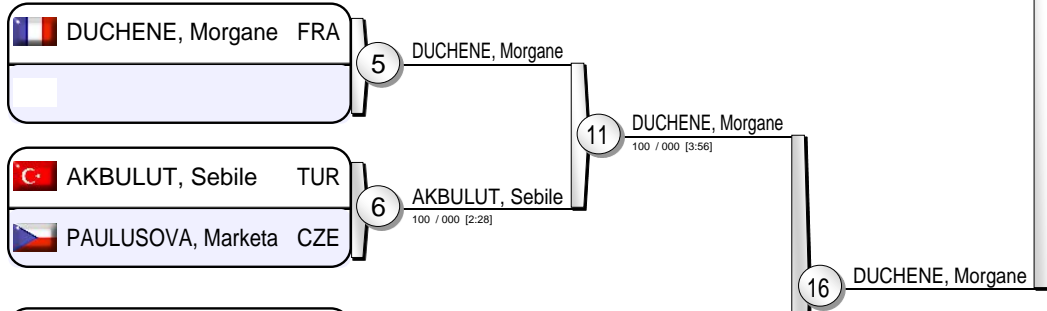 DUCHENE, Morgane FRA
5
DUCHENE, Morgane
11
DUCHENE, Morgane
100 / 000 [3:56]
AKBULUT, Sebile TUR
PAULUSOVA, Marketa CZE
6
AKBULUT, Sebile
100 / 000 [2:28]
16
DUCHENE, Morgane